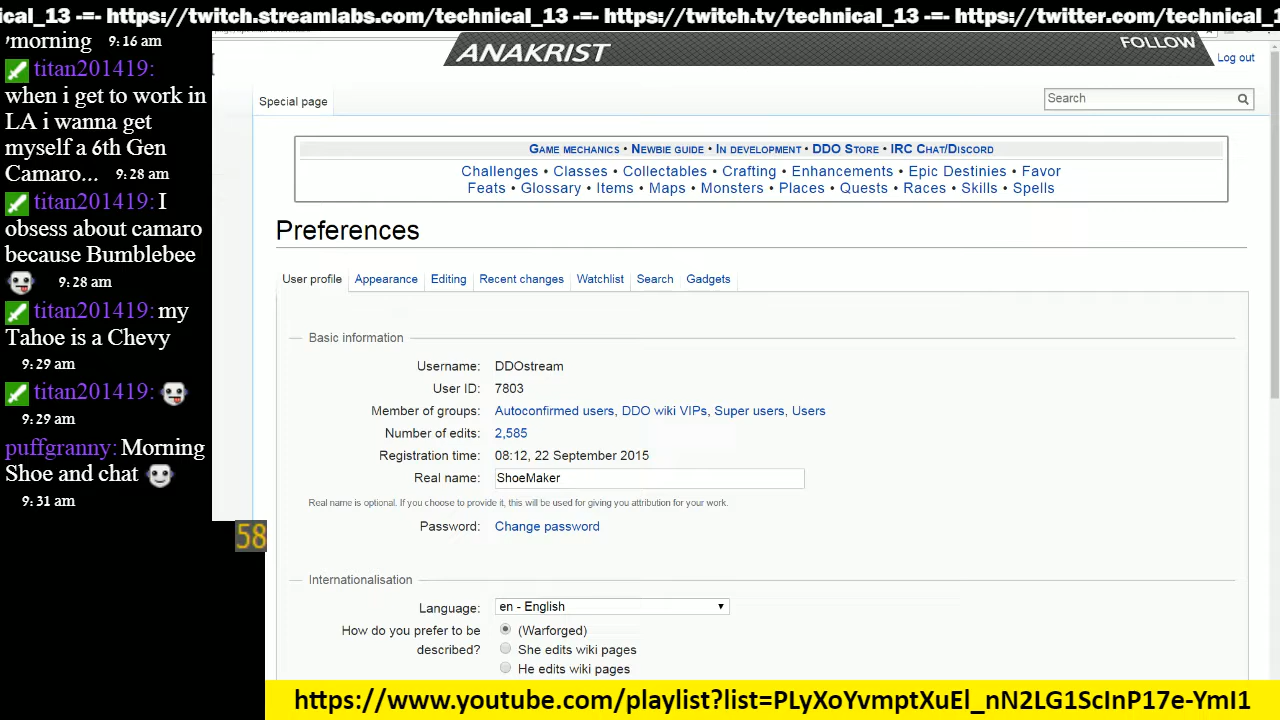 ical_13 -=- https://twitch.streamlabs.com/technical_13 -=- https://twitch.tv/technical_13 -=- https://twitter.com/technical_1
'morning 9:16 am
titan201419:
when i get to work in
LA i wanna get
myself a 6th Gen
Camaro... 9:28 am
titan201419: I
obsess about camaro
because Bumblebee
9:28 am
titan201419: my
Tahoe is a Chevy
9:29 am
titan201419:
9:29 am
puffgranny: Morning
Shoe and chat
9:31 am
58
ANAKRIST
FOLLOW
Log out
Special page
Search
Game mechanics • Newbie guide • In development • DDO Store • IRC Chat/Discord
Challenges • Classes • Collectables • Crafting • Enhancements • Epic Destinies • Favor
Feats • Glossary • Items • Maps • Monsters • Places • Quests • Races • Skills • Spells
Preferences
User profile Appearance Editing Recent changes Watchlist Search Gadgets
Basic information
Username: DDOstream
User ID: 7803
Member of groups: Autoconfirmed users, DDO wiki VIPs, Super users, Users
Number of edits: 2,585
Registration time: 08:12, 22 September 2015
Real name: ShoeMaker
Real name is optional. If you choose to provide it, this will be used for giving you attribution for your work.
Password: Change password
Internationalisation
Language: en - English
How do you prefer to be described?
(Warforged)
She edits wiki pages
He edits wiki pages
https://www.youtube.com/playlist?list=PLyXoYvmptXuEl_nN2LG1ScInP17e-YmI1